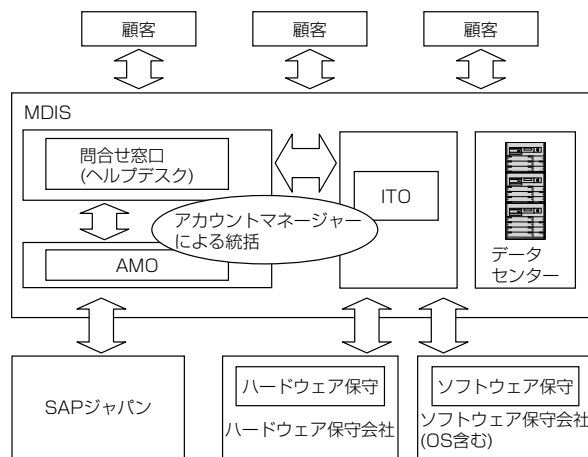 顧客
顧客
顧客
MDIS
問合せ窓口
(ヘルプデスク)
ITO
アカウントマネージャー
による統括
AMO
データ
センター
SAPジャパン
ハードウェア保守
ハードウェア保守会社
ソフトウェア保守
ソフトウェア保守会社
(OS含む)